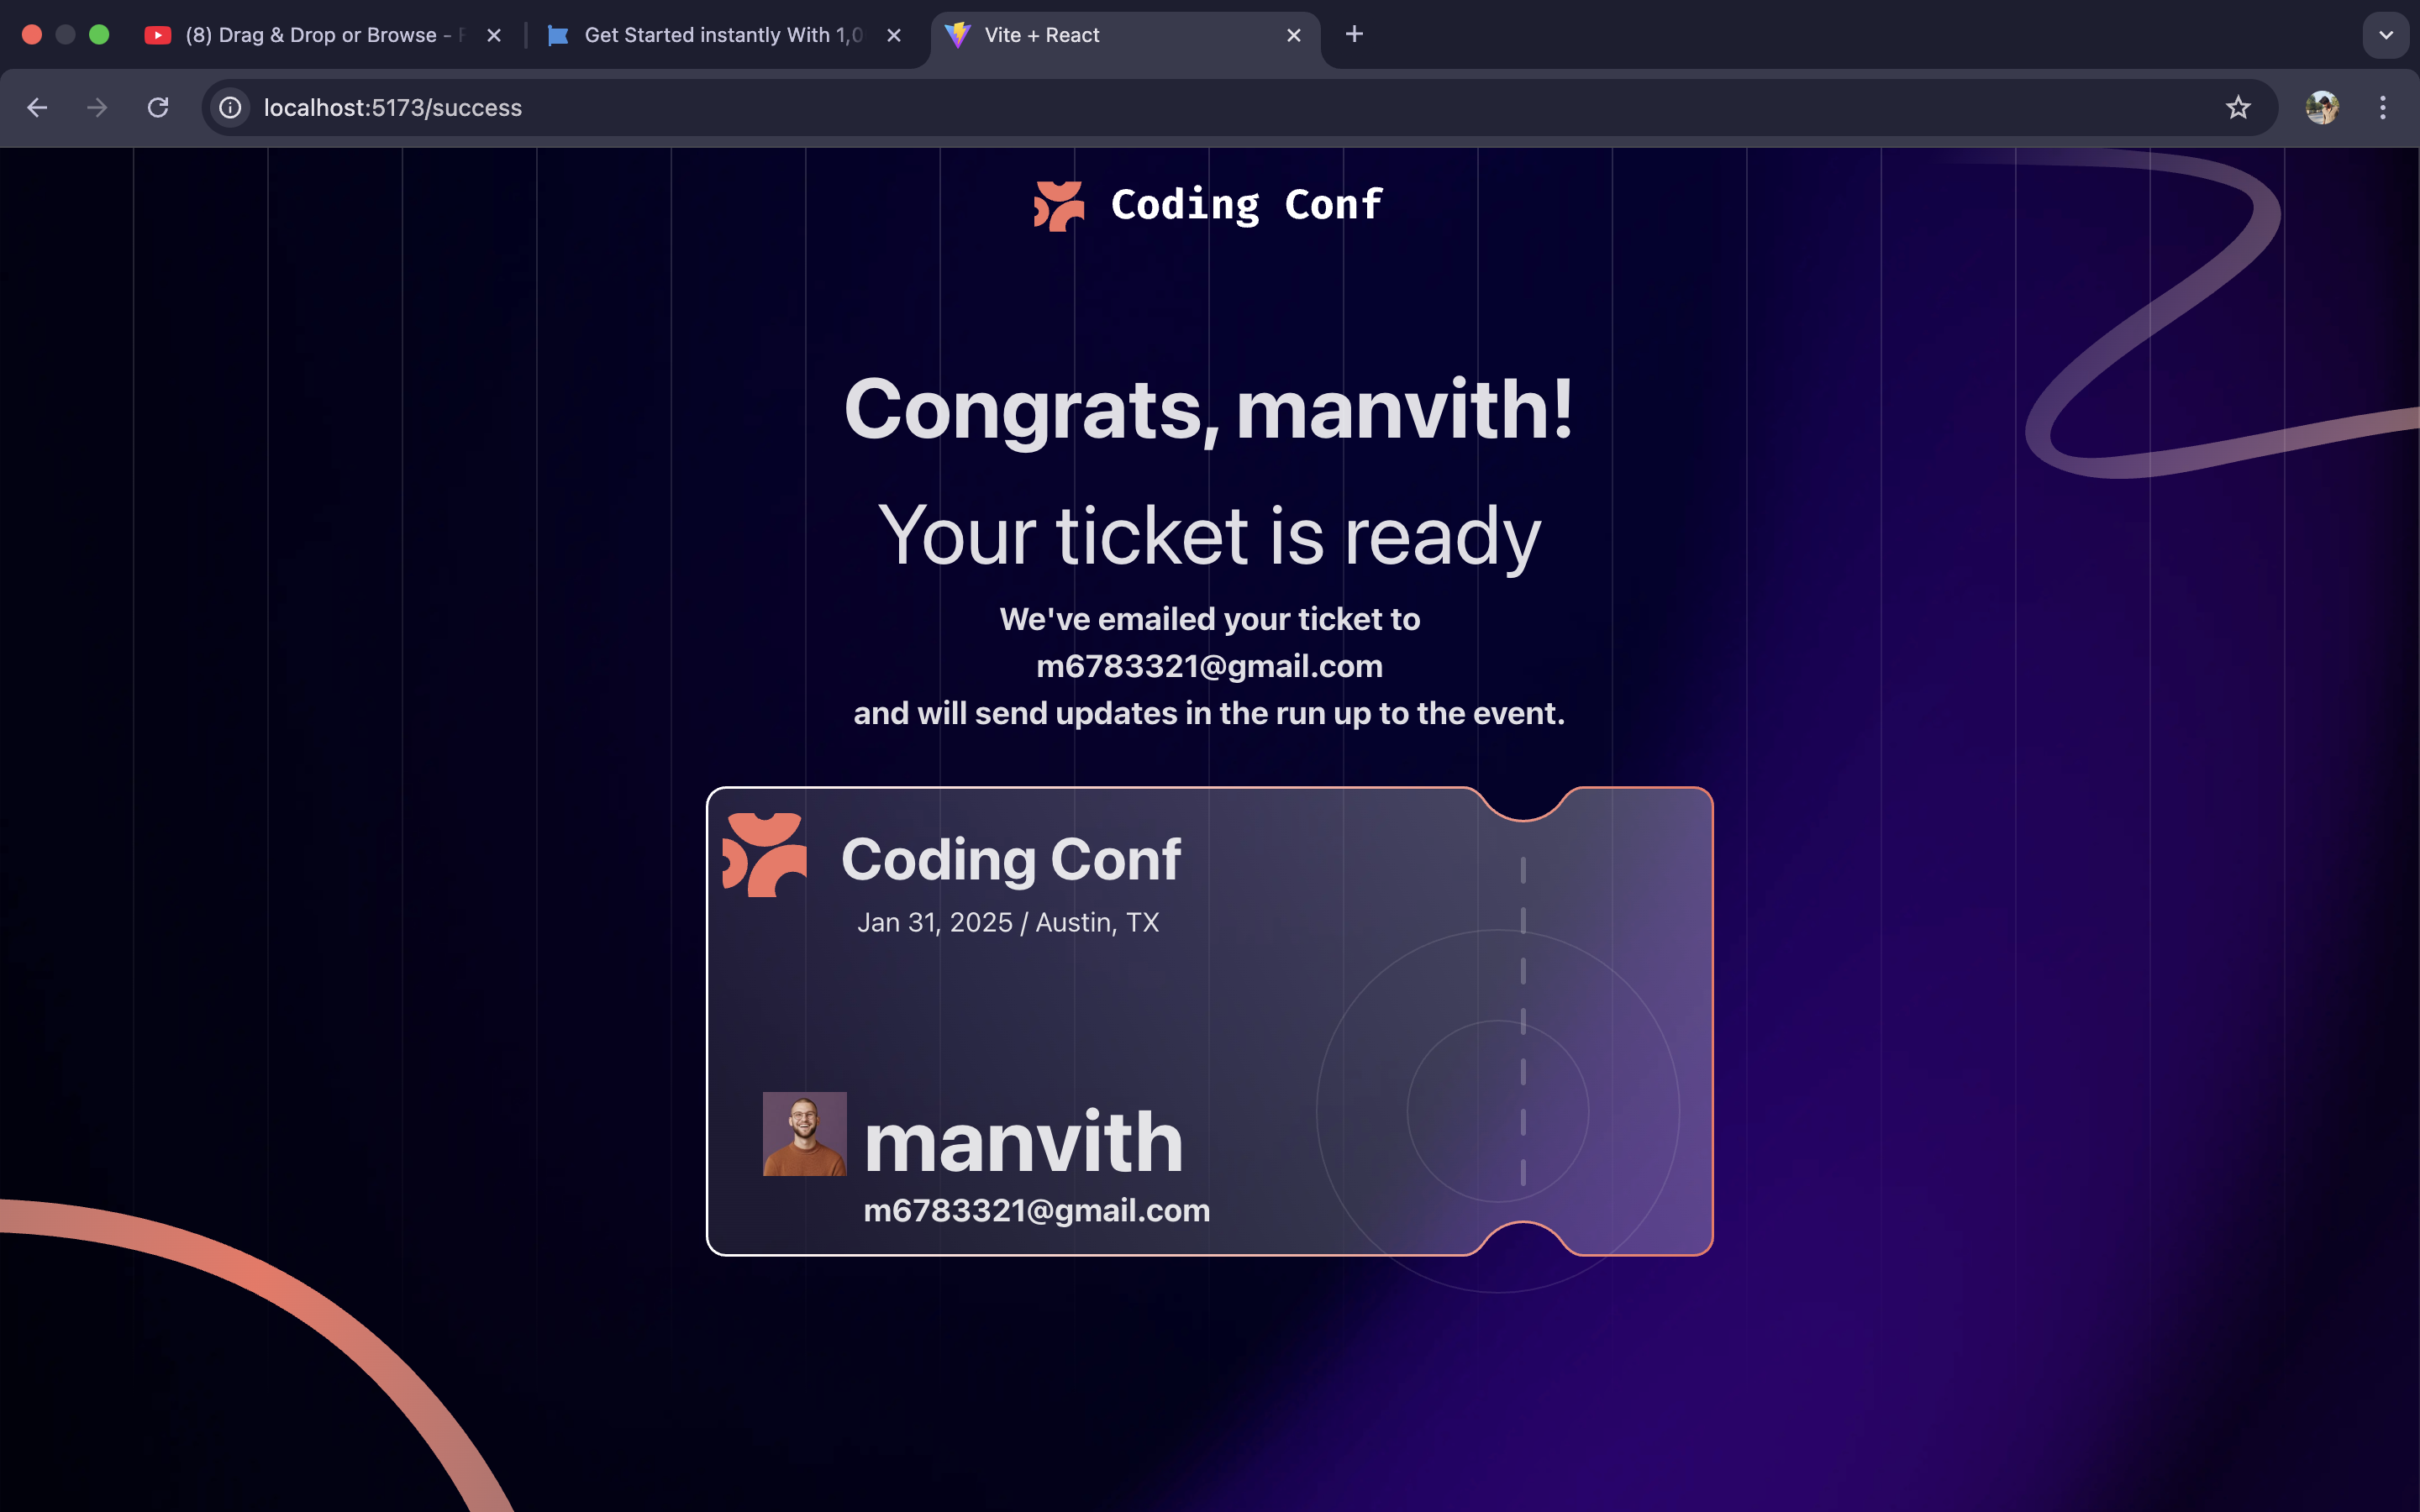 (8) Drag & Drop or Browse -
Get Started instantly With 1,0
Vite + React
localhost:5173/success
Coding Conf
Congrats, manvith!
Your ticket is ready
We've emailed your ticket to
m6783321@gmail.com
and will send updates in the run up to the event.
Coding Conf
Jan 31, 2025 / Austin, TX
manvith
m6783321@gmail.com